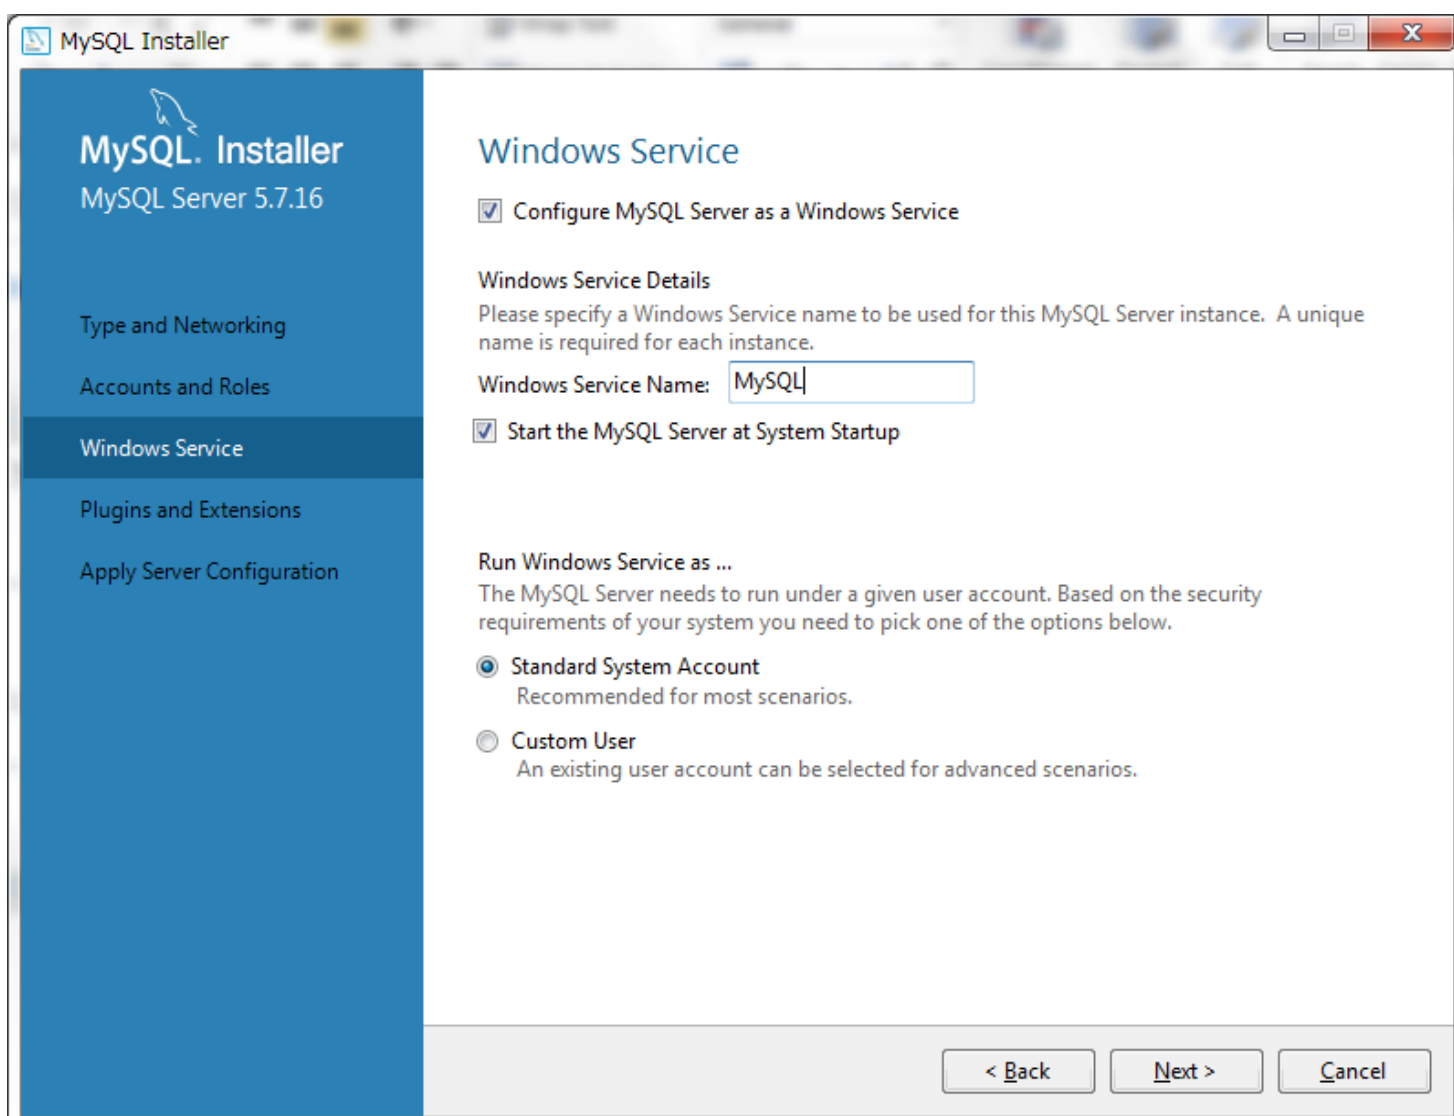 MySQL Installer
MySQL. Installer
MySQL Server 5.7.16
Type and Networking
Accounts and Roles
Windows Service
Plugins and Extensions
Apply Server Configuration
Windows Service
Configure MySQL Server as a Windows Service
Windows Service Details
Please specify a Windows Service name to be used for this MySQL Server instance. A unique
name is required for each instance.
Windows Service Name: MySQL
Start the MySQL Server at System Startup
Run Windows Service as ...
The MySQL Server needs to run under a given user account. Based on the security
requirements of your system you need to pick one of the options below.
Standard System Account
Recommended for most scenarios.
Custom User
An existing user account can be selected for advanced scenarios.
< Back Next > Cancel